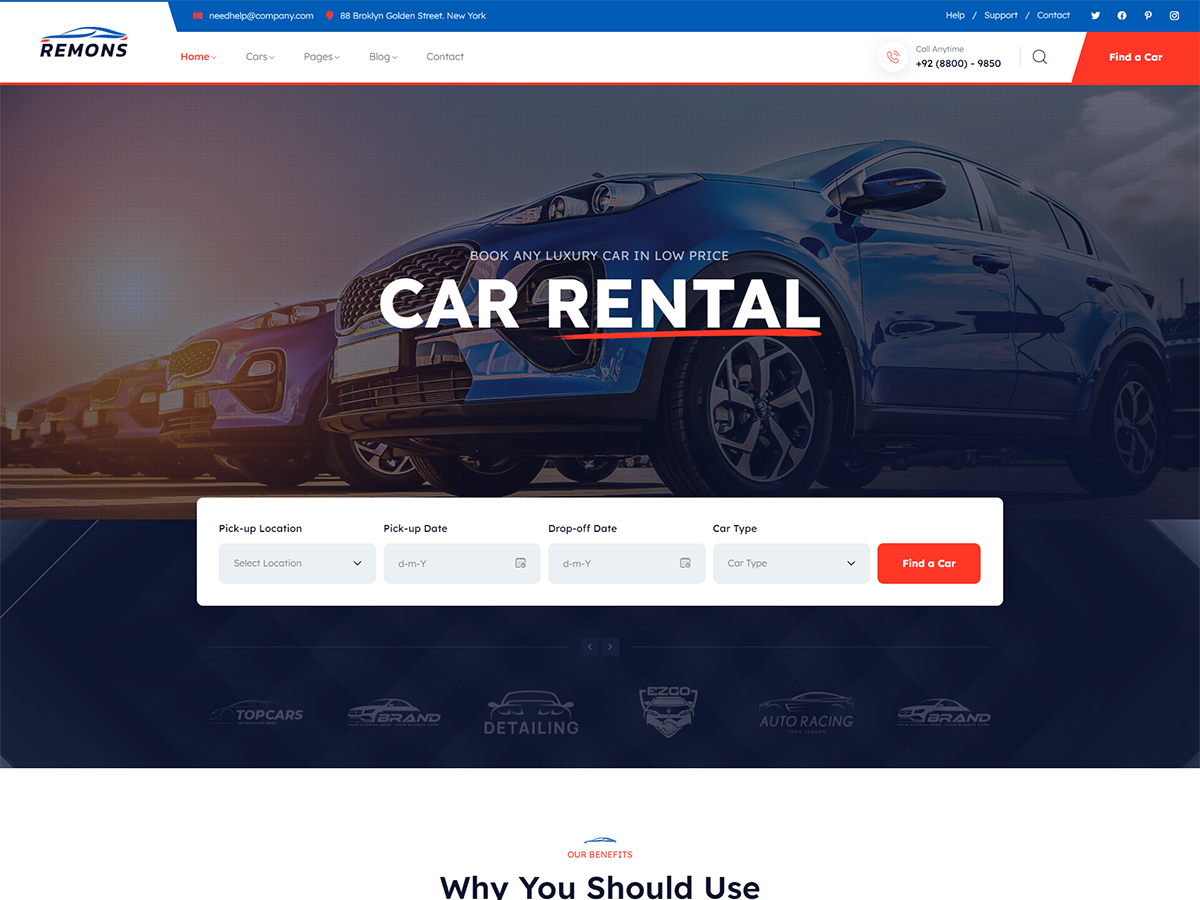 needhelp@company.com 88 Broklyn Golden Street. New York Help / Support / Contact
REMONS
Home Cars Pages Blog Contact
Call Anytime
+92 (8800) - 9850
Find a Car
BOOK ANY LUXURY CAR IN LOW PRICE
CAR RENTAL
Pick-up Location Pick-up Date Drop-off Date Car Type
Select Location d-m-Y d-m-Y Car Type Find a Car
TOPCARS
BRAND
DETAILING
EZGO
AUTO RACING
YOUR SLOGAN
BRAND
OUR BENEFITS
Why You Should Use